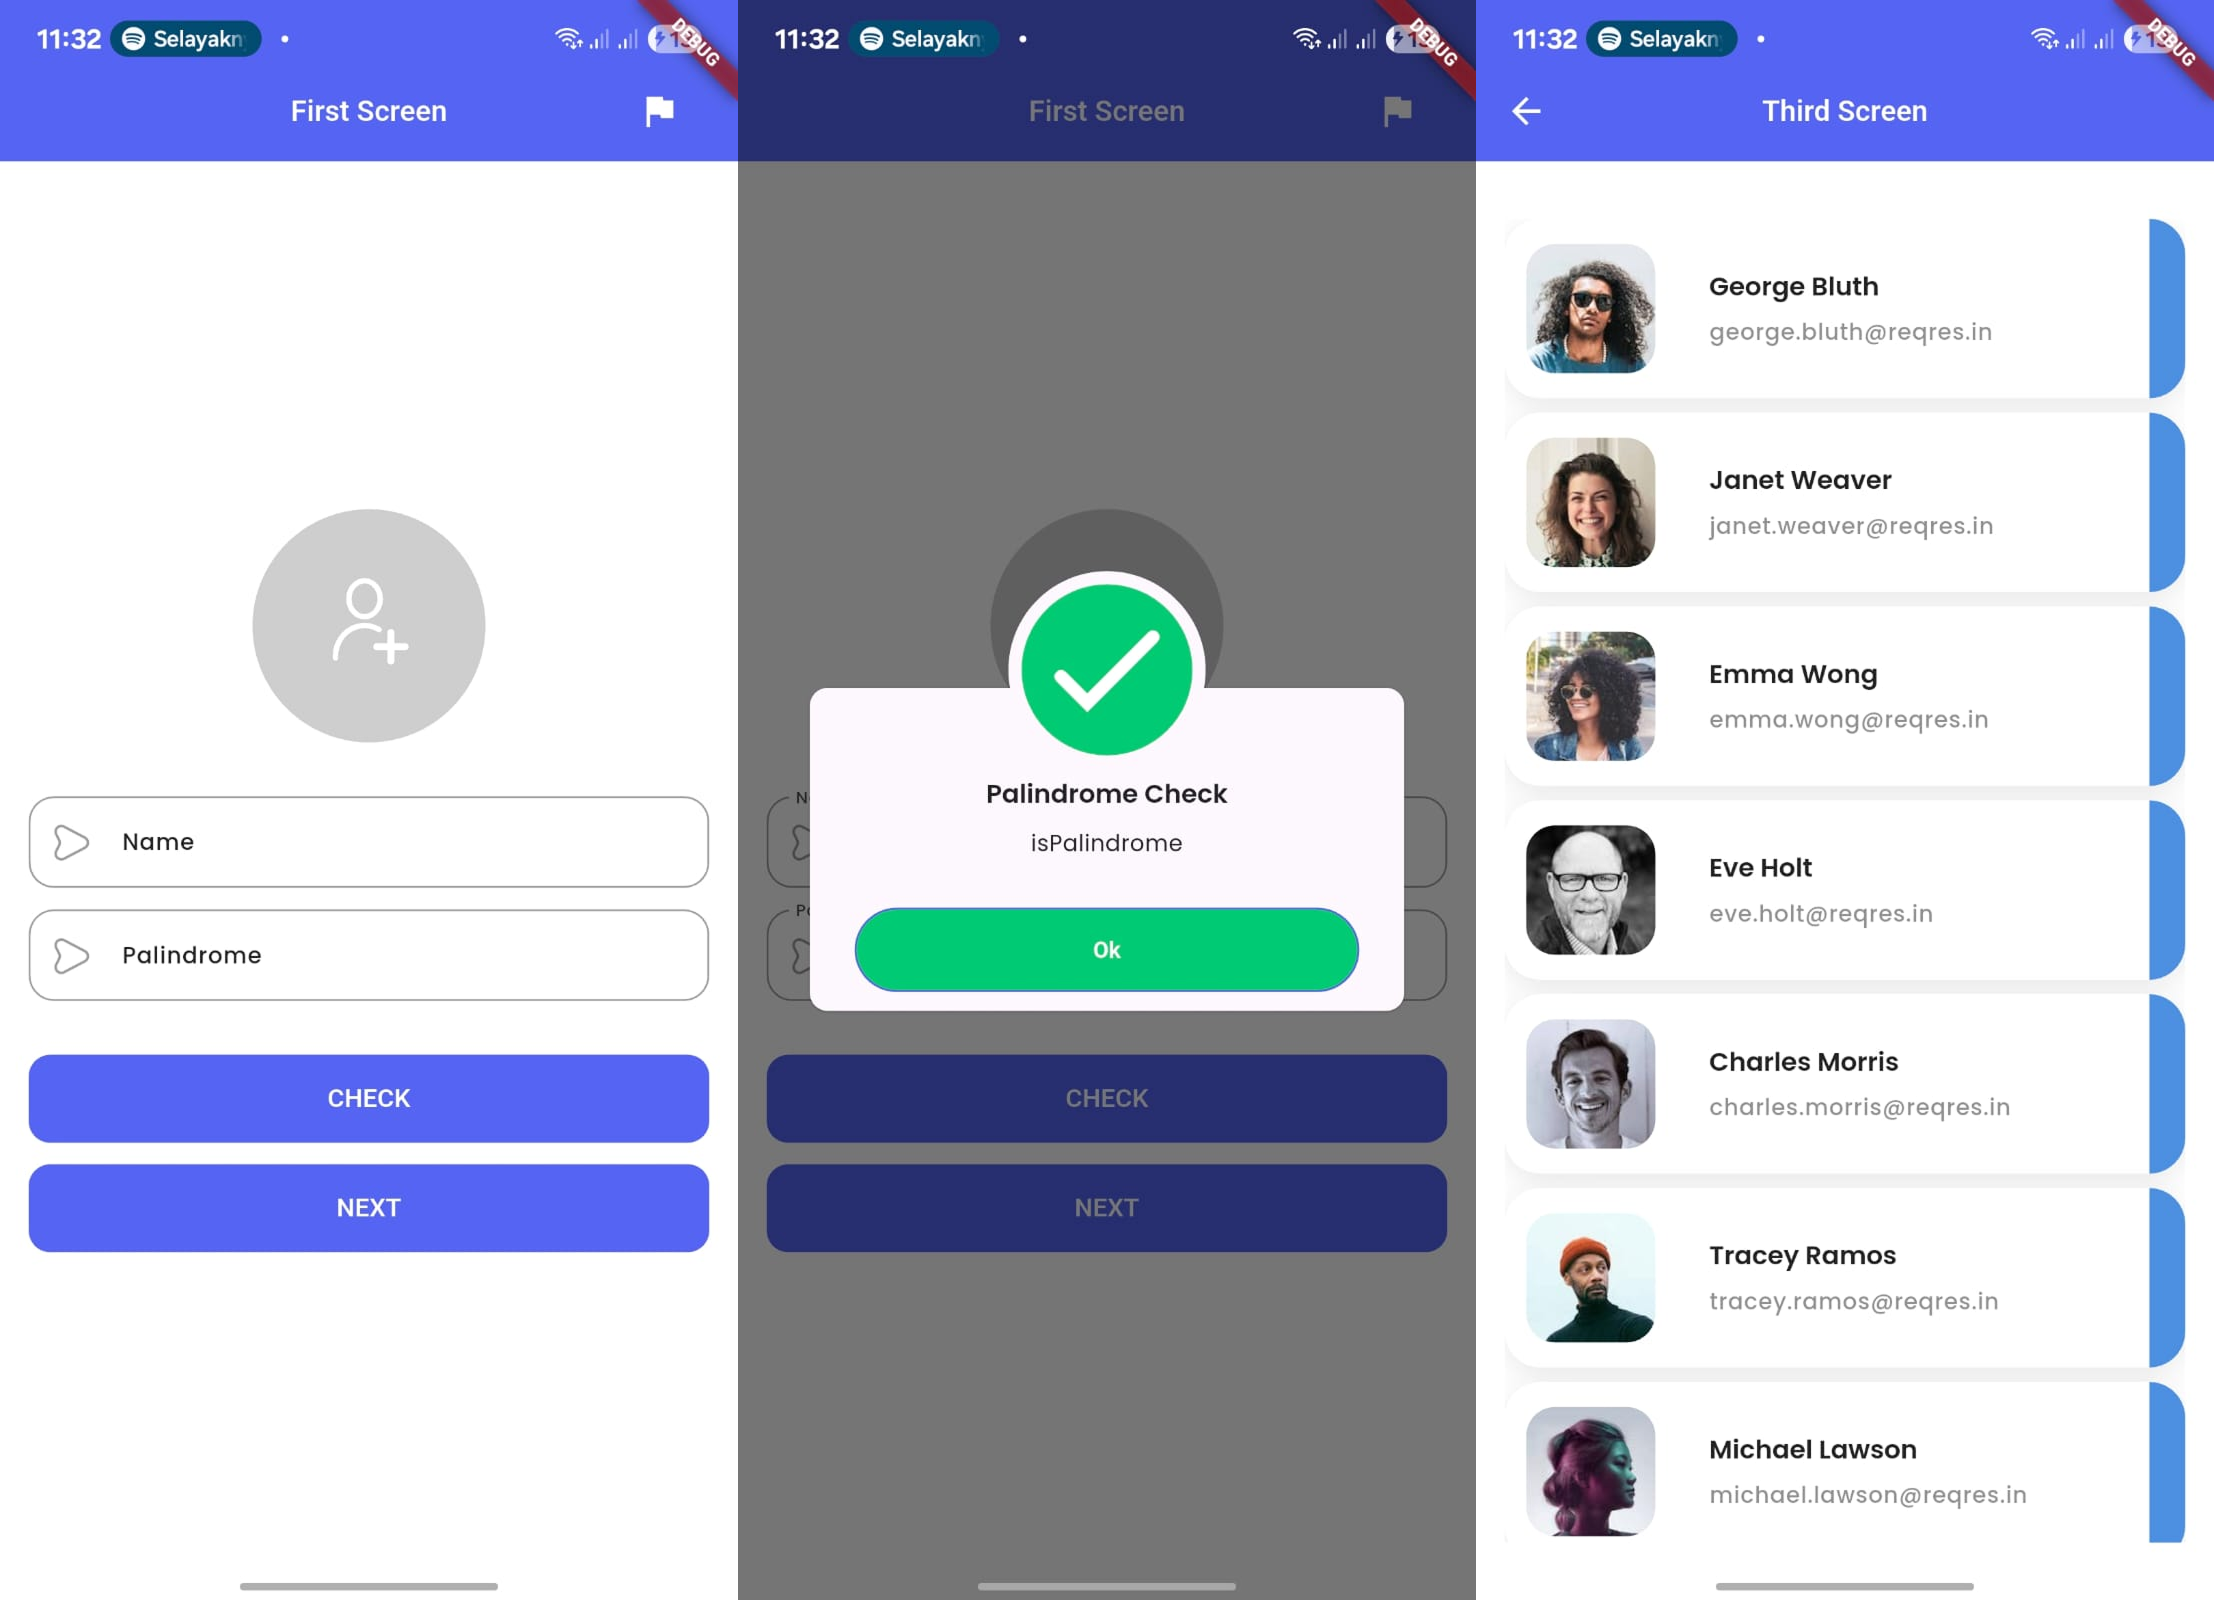 11:32 Selayakn
DEBUG
First Screen
Name
Palindrome
CHECK
NEXT
11:32 Selayakn
DEBUG
First Screen
Palindrome Check
isPalindrome
Ok
CHECK
NEXT
11:32 Selayakn
DEBUG
Third Screen
George Bluth
george.bluth@reqres.in
Janet Weaver
janet.weaver@reqres.in
Emma Wong
emma.wong@reqres.in
Eve Holt
eve.holt@reqres.in
Charles Morris
charles.morris@reqres.in
Tracey Ramos
tracey.ramos@reqres.in
Michael Lawson
michael.lawson@reqres.in